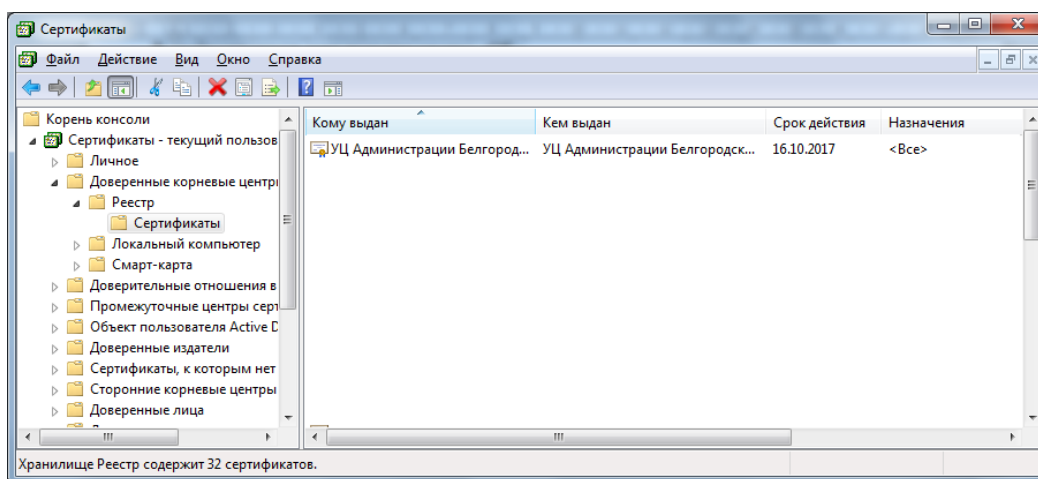 Сертификаты
Файл Действие Вид Окно Справка
Корень консоли
Сертификаты - текущий пользов
Личное
Доверенные корневые центры
Реестр
Сертификаты
Локальный компьютер
Смарт-карта
Доверительные отношения в
Промежуточные центры серт
Объект пользователя Active D
Доверенные издатели
Сертификаты, к которым нет
Сторонние корневые центры
Доверенные лица
Кому выдан Кем выдан Срок действия Назначения
УЦ Администрации Белгород... УЦ Администрации Белгородск... 16.10.2017 <Все>
Хранилище Реестр содержит 32 сертификатов.